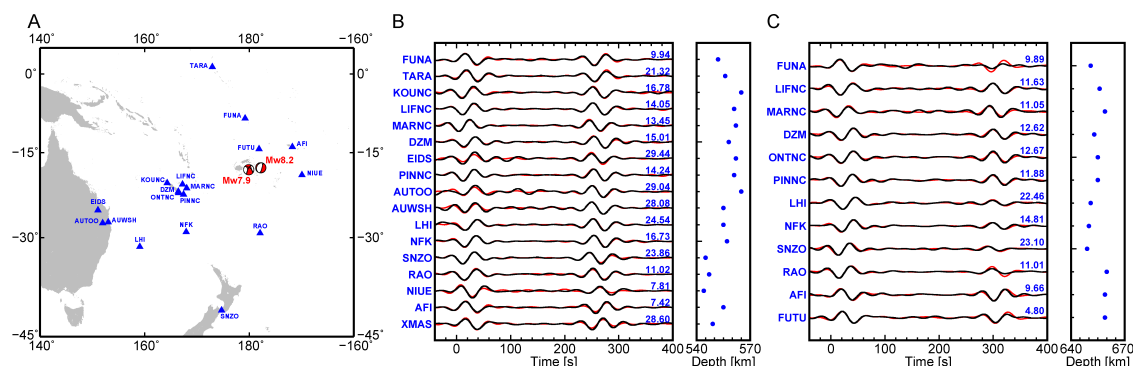 A
140°
160°
180°
−160°
0°
−15°
−30°
−45°
140°
160°
180°
−160°
TARA
FUNA
FUTU
AFI
Mw8.2
Mw7.9
NIUE
KOUNC
LIFNC
MARNC
DZM
ONTNC
PINNC
EIDS
AUTOO
AUWSH
NFK
RAO
LHI
SNZO
B
FUNA 9.94
TARA 21.32
KOUNC 16.78
LIFNC 14.05
MARNC 13.45
DZM 15.01
EIDS 29.44
PINNC 14.24
AUTOO 29.04
AUWSH 28.08
LHI 24.54
NFK 16.73
SNZO 23.86
RAO 11.02
NIUE 7.81
AFI 7.42
XMAS 28.60
0 100 200 300 400
Time [s]
540 570
Depth [km]
C
FUNA 9.89
LIFNC 11.63
MARNC 11.05
DZM 12.62
ONTNC 12.67
PINNC 11.88
LHI 22.46
NFK 14.81
SNZO 23.10
RAO 11.01
AFI 9.66
FUTU 4.80
0 100 200 300 400
Time [s]
640 670
Depth [km]